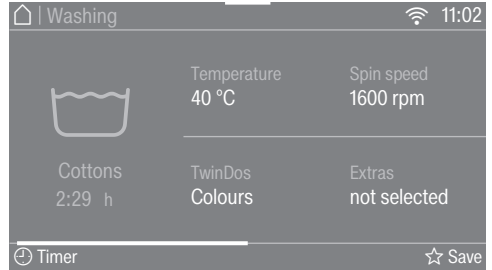 | Washing 11:02
Temperature Spin speed
40 °C 1600 rpm
Cottons TwinDos Extras
2:29 h Colours not selected
Timer Save